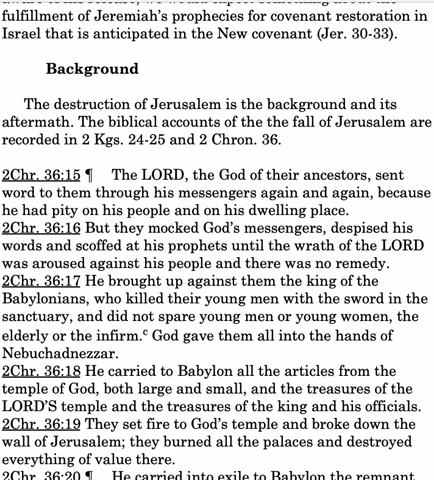 fulfillment of Jeremiah's prophecies for covenant restoration in
Israel that is anticipated in the New covenant (Jer. 30-33).
Background
The destruction of Jerusalem is the background and its
aftermath. The biblical accounts of the the fall of Jerusalem are
recorded in 2 Kgs. 24-25 and 2 Chron. 36.
2Chr. 36:15 ¶ The LORD, the God of their ancestors, sent
word to them through his messengers again and again, because
he had pity on his people and on his dwelling place.
2Chr. 36:16 But they mocked God's messengers, despised his
words and scoffed at his prophets until the wrath of the LORD
was aroused against his people and there was no remedy.
2Chr. 36:17 He brought up against them the king of the
Babylonians, who killed their young men with the sword in the
sanctuary, and did not spare young men or young women, the
elderly or the infirm.c God gave them all into the hands of
Nebuchadnezzar.
2Chr. 36:18 He carried to Babylon all the articles from the
temple of God, both large and small, and the treasures of the
LORD'S temple and the treasures of the king and his officials.
2Chr. 36:19 They set fire to God's temple and broke down the
wall of Jerusalem; they burned all the palaces and destroyed
everything of value there.
2Chr. 36:20 ¶ He carried into exile to Babylon the remnant